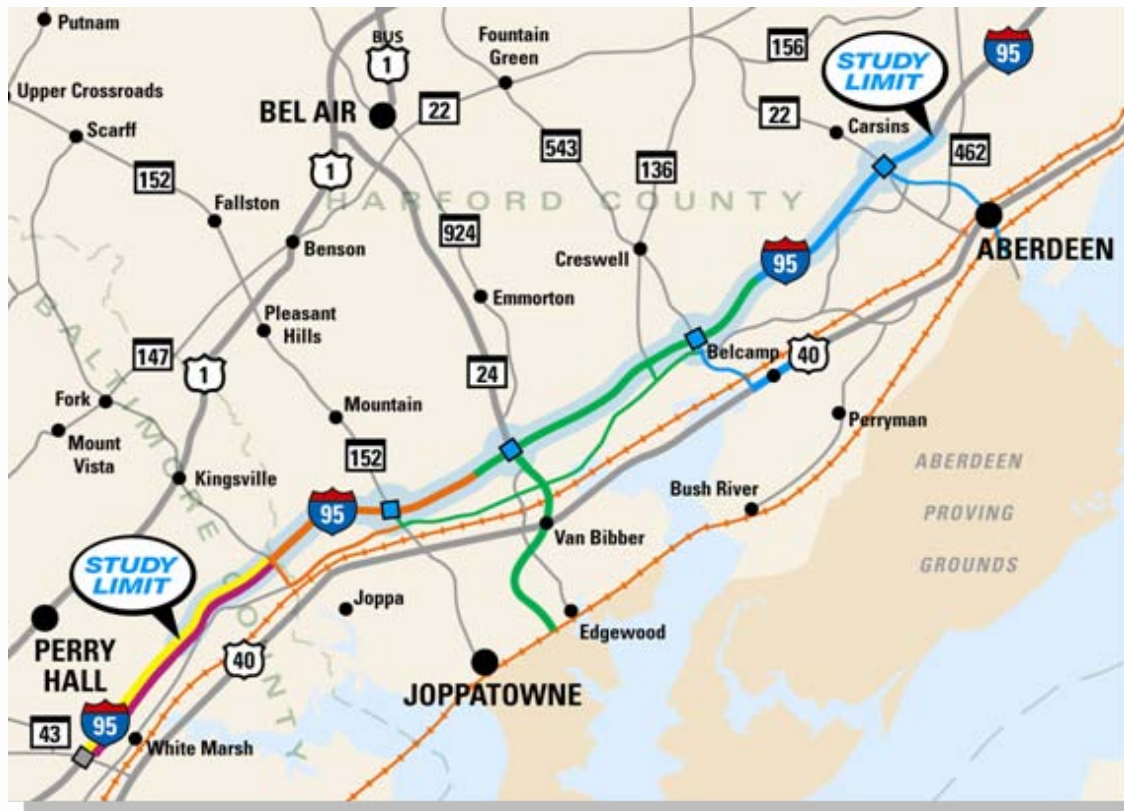 Putnam
BUS
1
Fountain
Green
156
STUDY
LIMIT
95
Upper Crossroads
BEL AIR
22
22
Carsins
Scarff
543
136
462
152
1
Fallston
HARFORD COUNTY
924
Benson
Creswell
95
ABERDEEN
Emmorton
Pleasant
Hills
BALTIMORE COUNTY
147
1
24
Belcamp
40
Fork
Mountain
Perryman
Mount
Vista
152
ABERDEEN
PROVING
GROUNDS
Kingsville
95
Bush River
Van Bibber
STUDY
LIMIT
Joppa
Edgewood
PERRY
HALL
40
JOPPATOWNE
43
95
White Marsh